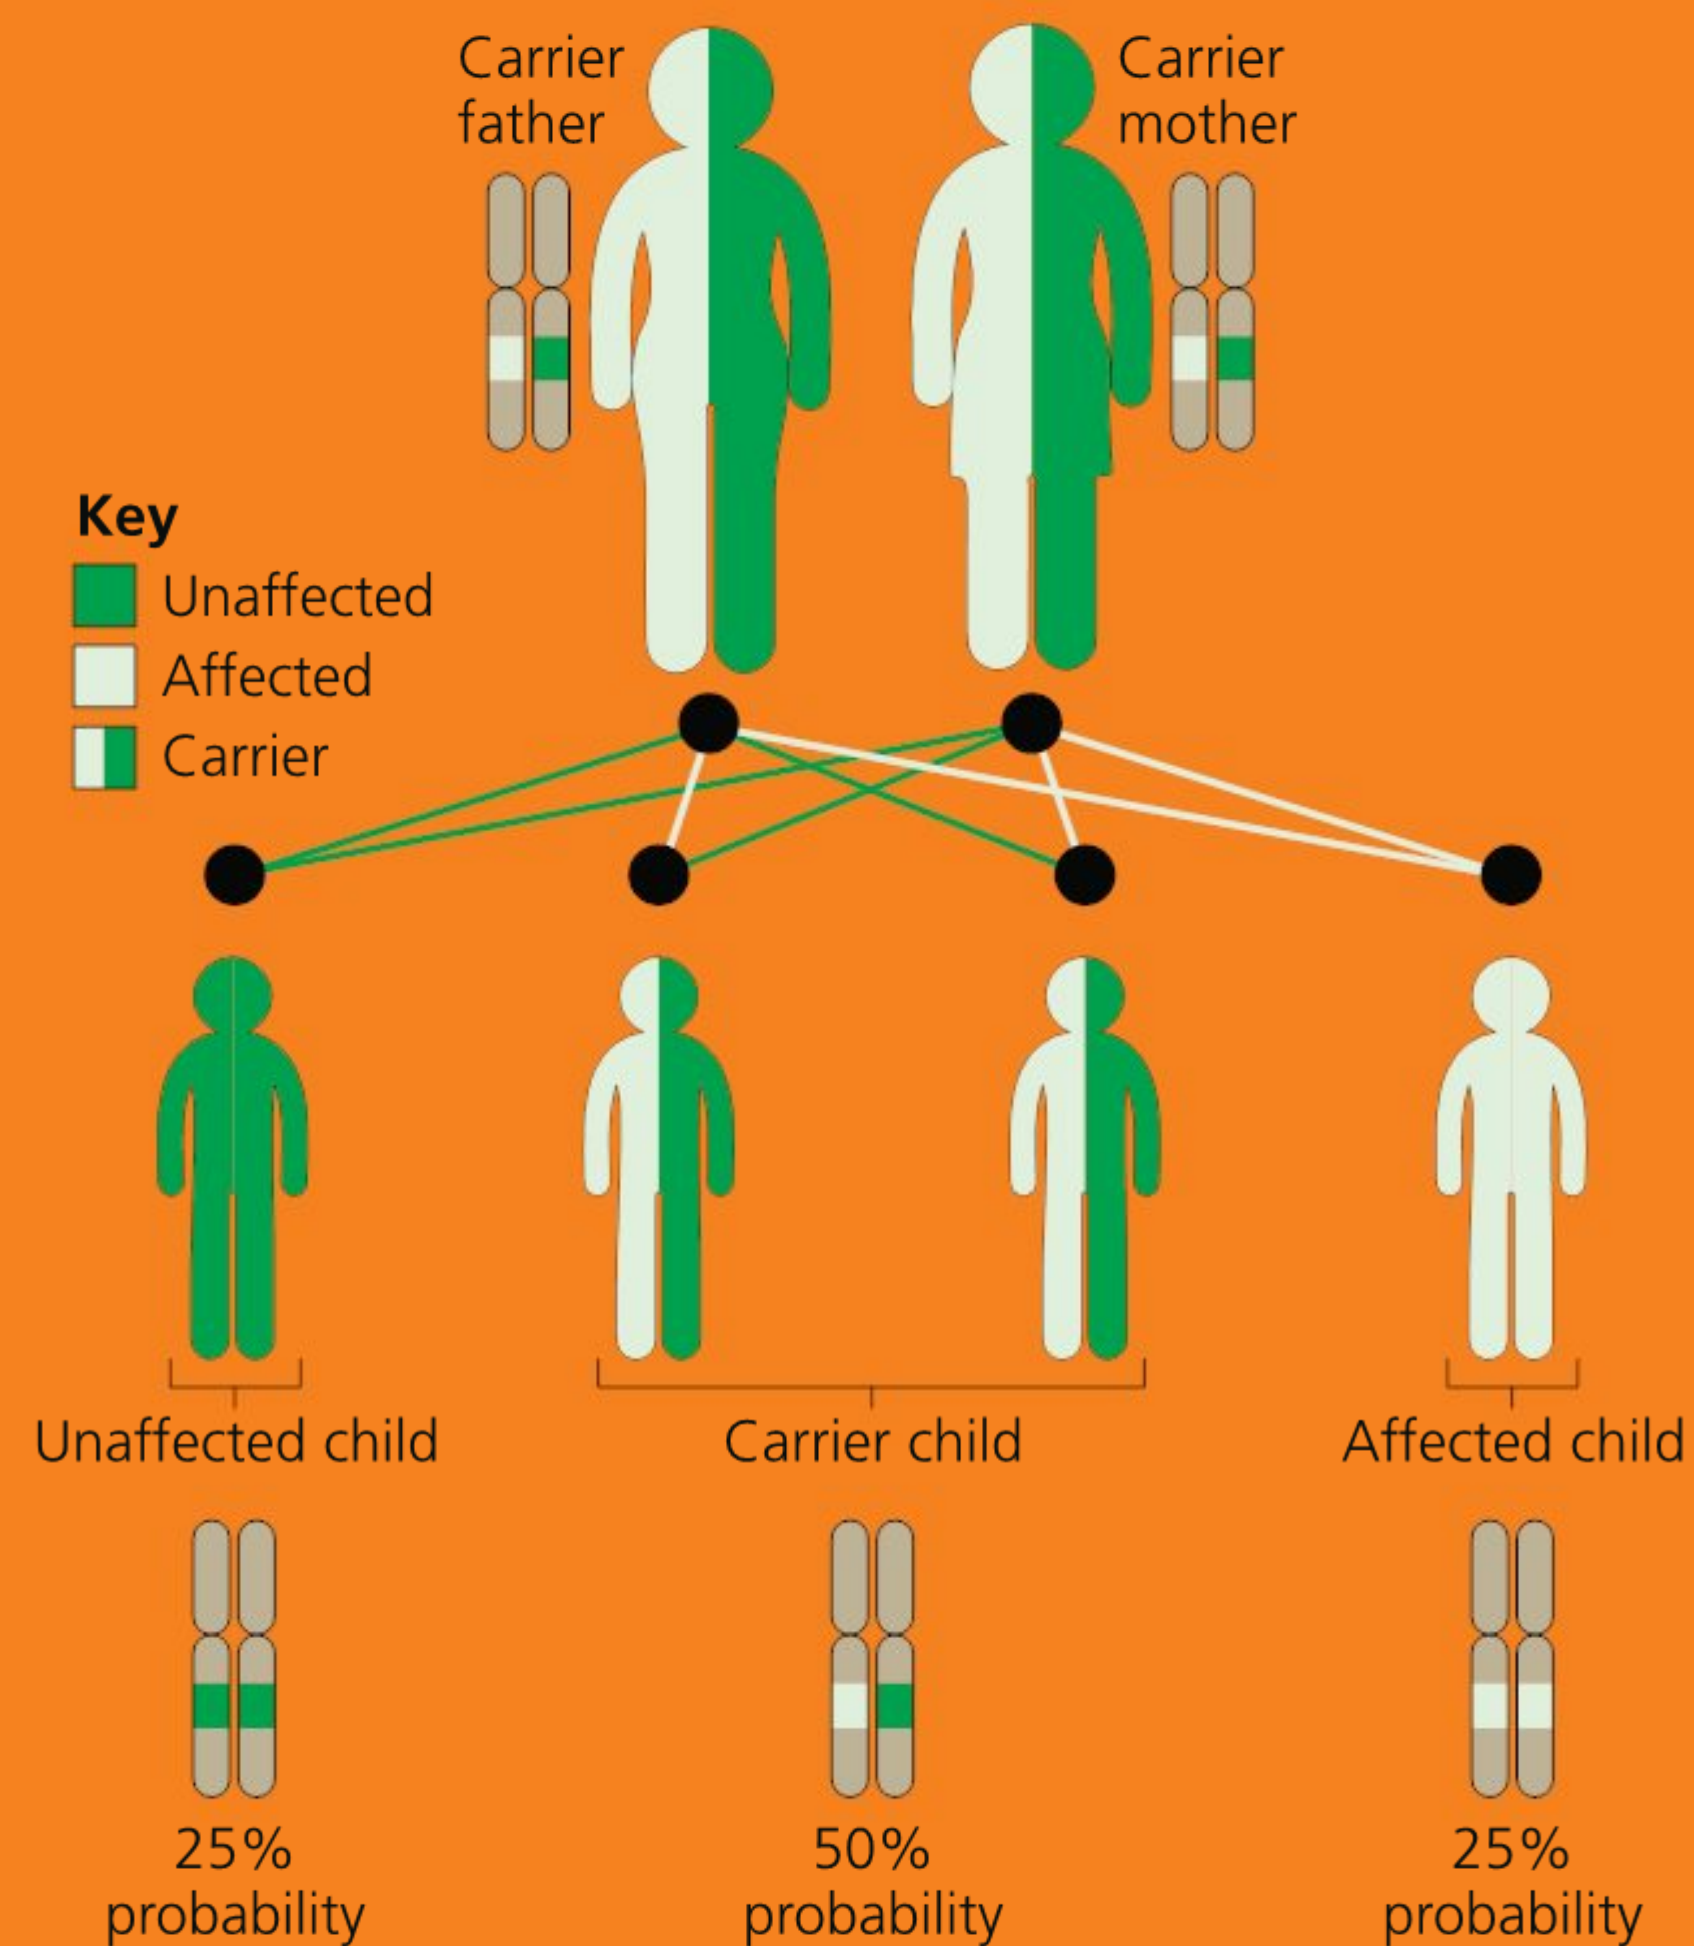 Carrier
father
Carrier
mother
Key
Unaffected
Affected
Carrier
Unaffected child
Carrier child
Affected child
25%
probability
50%
probability
25%
probability